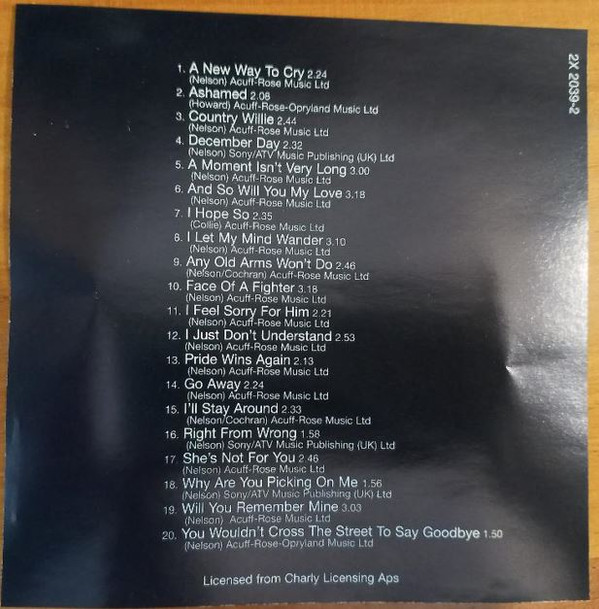 2X 2039-2
1. A New Way To Cry 2.24
(Nelson) Acuff-Rose Music Ltd
2. Ashamed 2.08
(Howard) Acuff-Rose-Opryland Music Ltd
3. Country Willie 2.44
(Nelson) Acuff-Rose Music Ltd
4. December Day 2.32
(Nelson) Sony/ATV Music Publishing (UK) Ltd
5. A Moment Isn't Very Long 3.00
(Nelson) Acuff-Rose Music Ltd
6. And So Will You My Love 3.18
(Nelson) Acuff-Rose Music Ltd
7. I Hope So 2.35
(Collie) Acuff-Rose Music Ltd
8. I Let My Mind Wander 3.10
(Nelson) Acuff-Rose Music Ltd
9. Any Old Arms Won't Do 2.46
(Nelson/Cochran) Acuff-Rose Music Ltd
10. Face Of A Fighter 3.18
(Nelson) Acuff-Rose Music Ltd
11. I Feel Sorry For Him 2.21
(Nelson) Acuff-Rose Music Ltd
12. I Just Don't Understand 2.53
(Nelson) Acuff-Rose Music Ltd
13. Pride Wins Again 2.13
(Nelson) Acuff-Rose Music Ltd
14. Go Away 2.24
(Nelson) Acuff-Rose Music Ltd
15. I'll Stay Around 2.33
(Nelson/Cochran) Acuff-Rose Music Ltd
16. Right From Wrong 1.58
(Nelson) Sony/ATV Music Publishing (UK) Ltd
17. She's Not For You 2.46
(Nelson) Acuff-Rose Music Ltd
18. Why Are You Picking On Me 1.56
(Nelson) Sony/ATV Music Publishing (UK) Ltd
19. Will You Remember Mine 3.03
(Nelson) Acuff-Rose Music Ltd
20. You Wouldn't Cross The Street To Say Goodbye 1.50
(Nelson) Acuff-Rose-Opryland Music Ltd
Licensed from Charly Licensing Aps